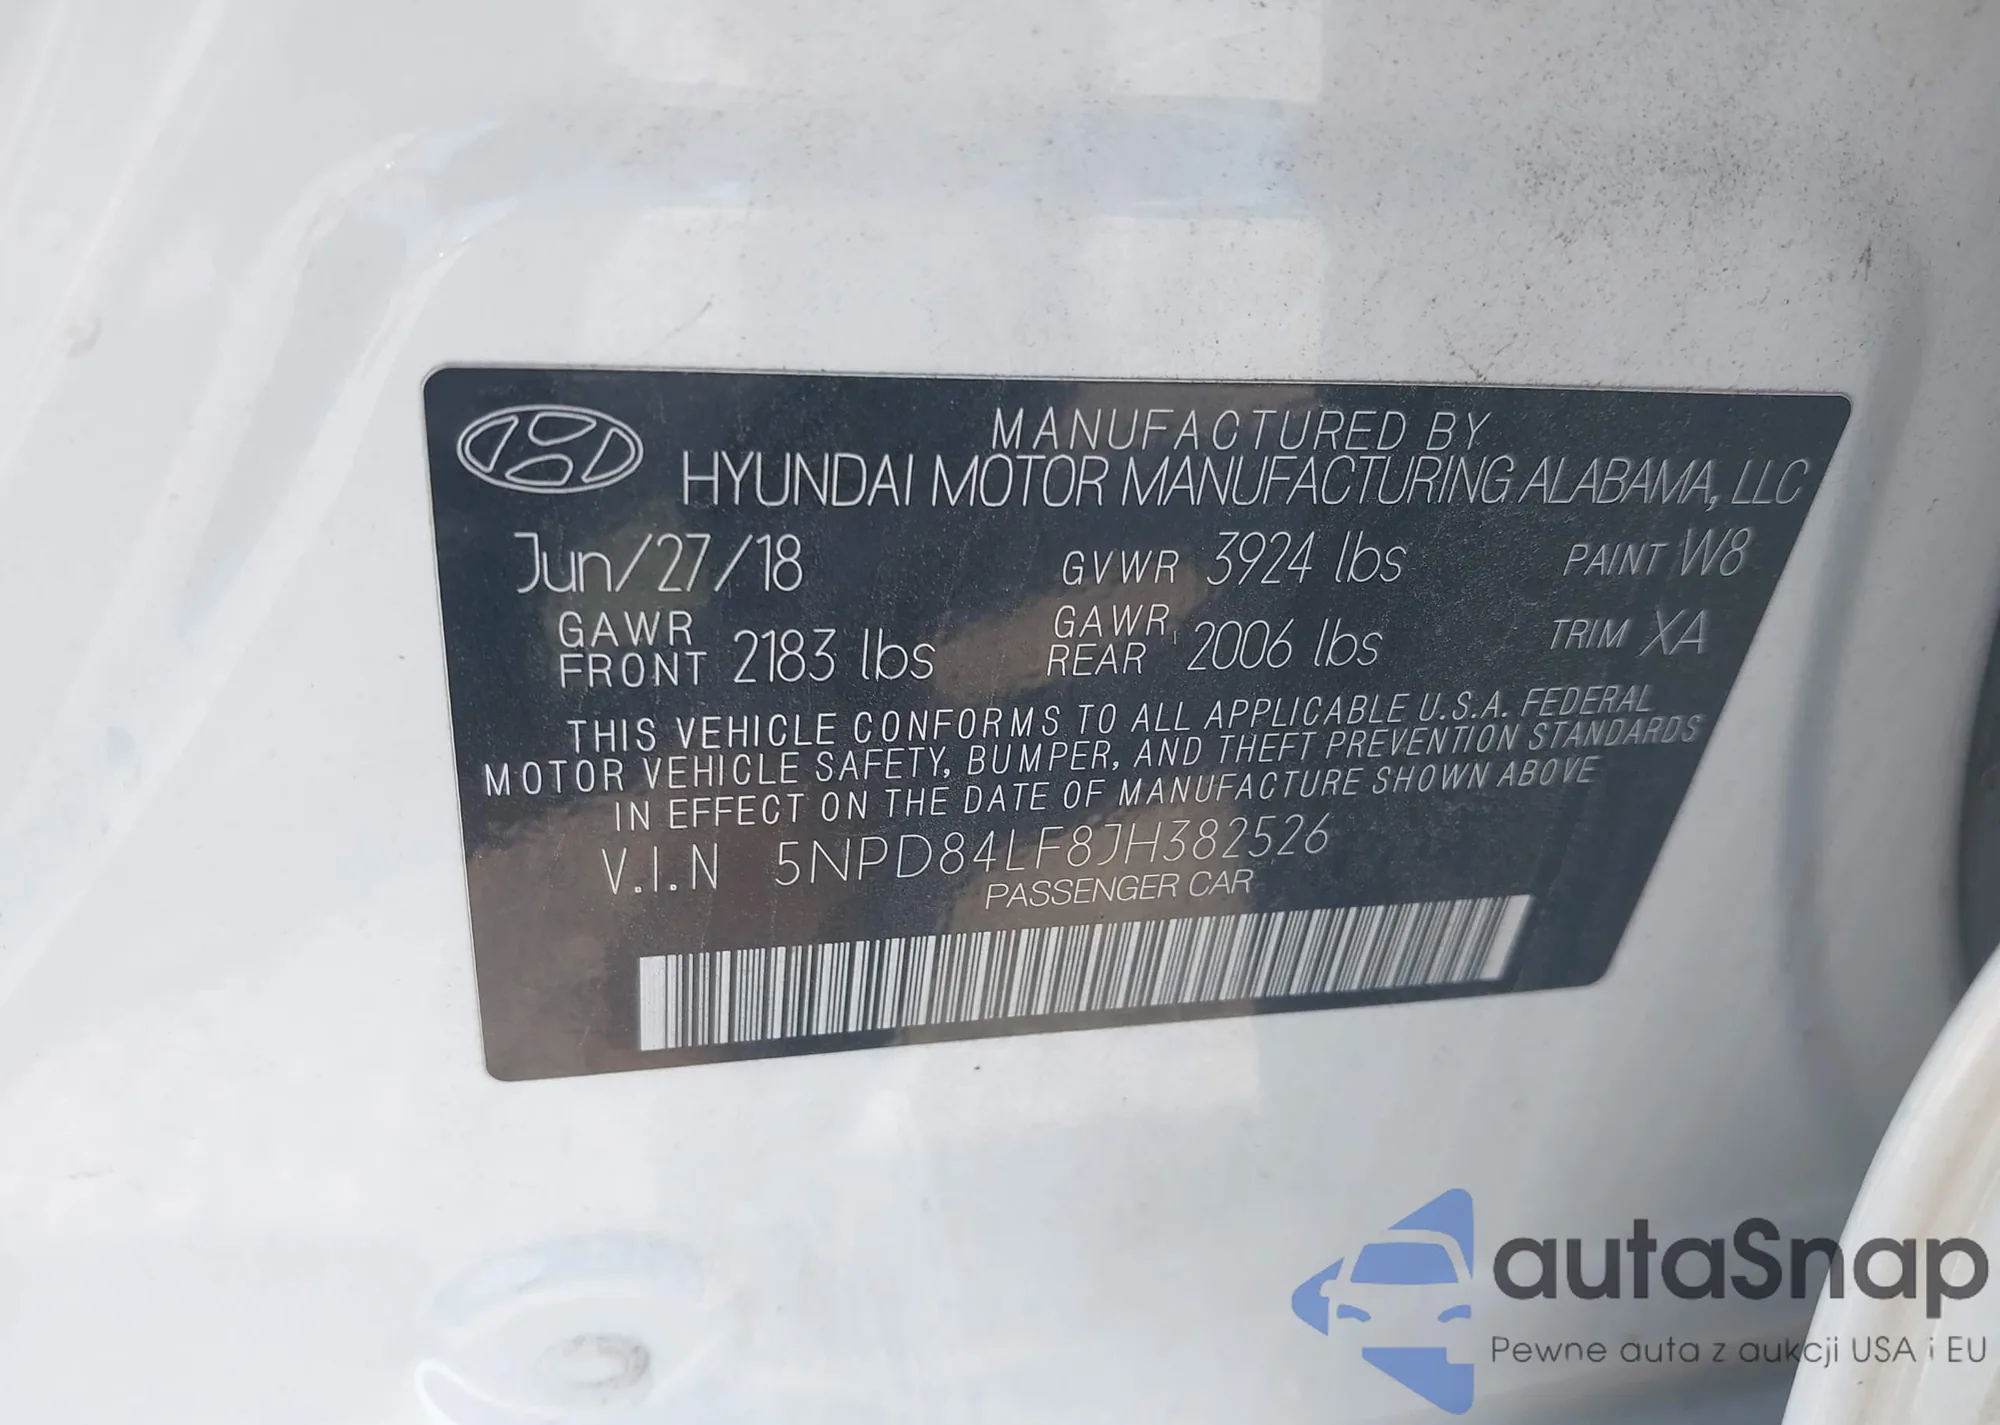 MANUFACTURED BY
HYUNDAI MOTOR MANUFACTURING ALABAMA, LLC
Jun/27/18 GVWR 3924 lbs PAINT W8
GAWR FRONT 2183 lbs GAWR REAR 2006 lbs TRIM XA
THIS VEHICLE CONFORMS TO ALL APPLICABLE U.S.A. FEDERAL
MOTOR VEHICLE SAFETY, BUMPER, AND THEFT PREVENTION STANDARDS
IN EFFECT ON THE DATE OF MANUFACTURE SHOWN ABOVE
V.I.N 5NPD84LF8JH382526
PASSENGER CAR
autaSnap
Pewne auta z aukcji USA i EU